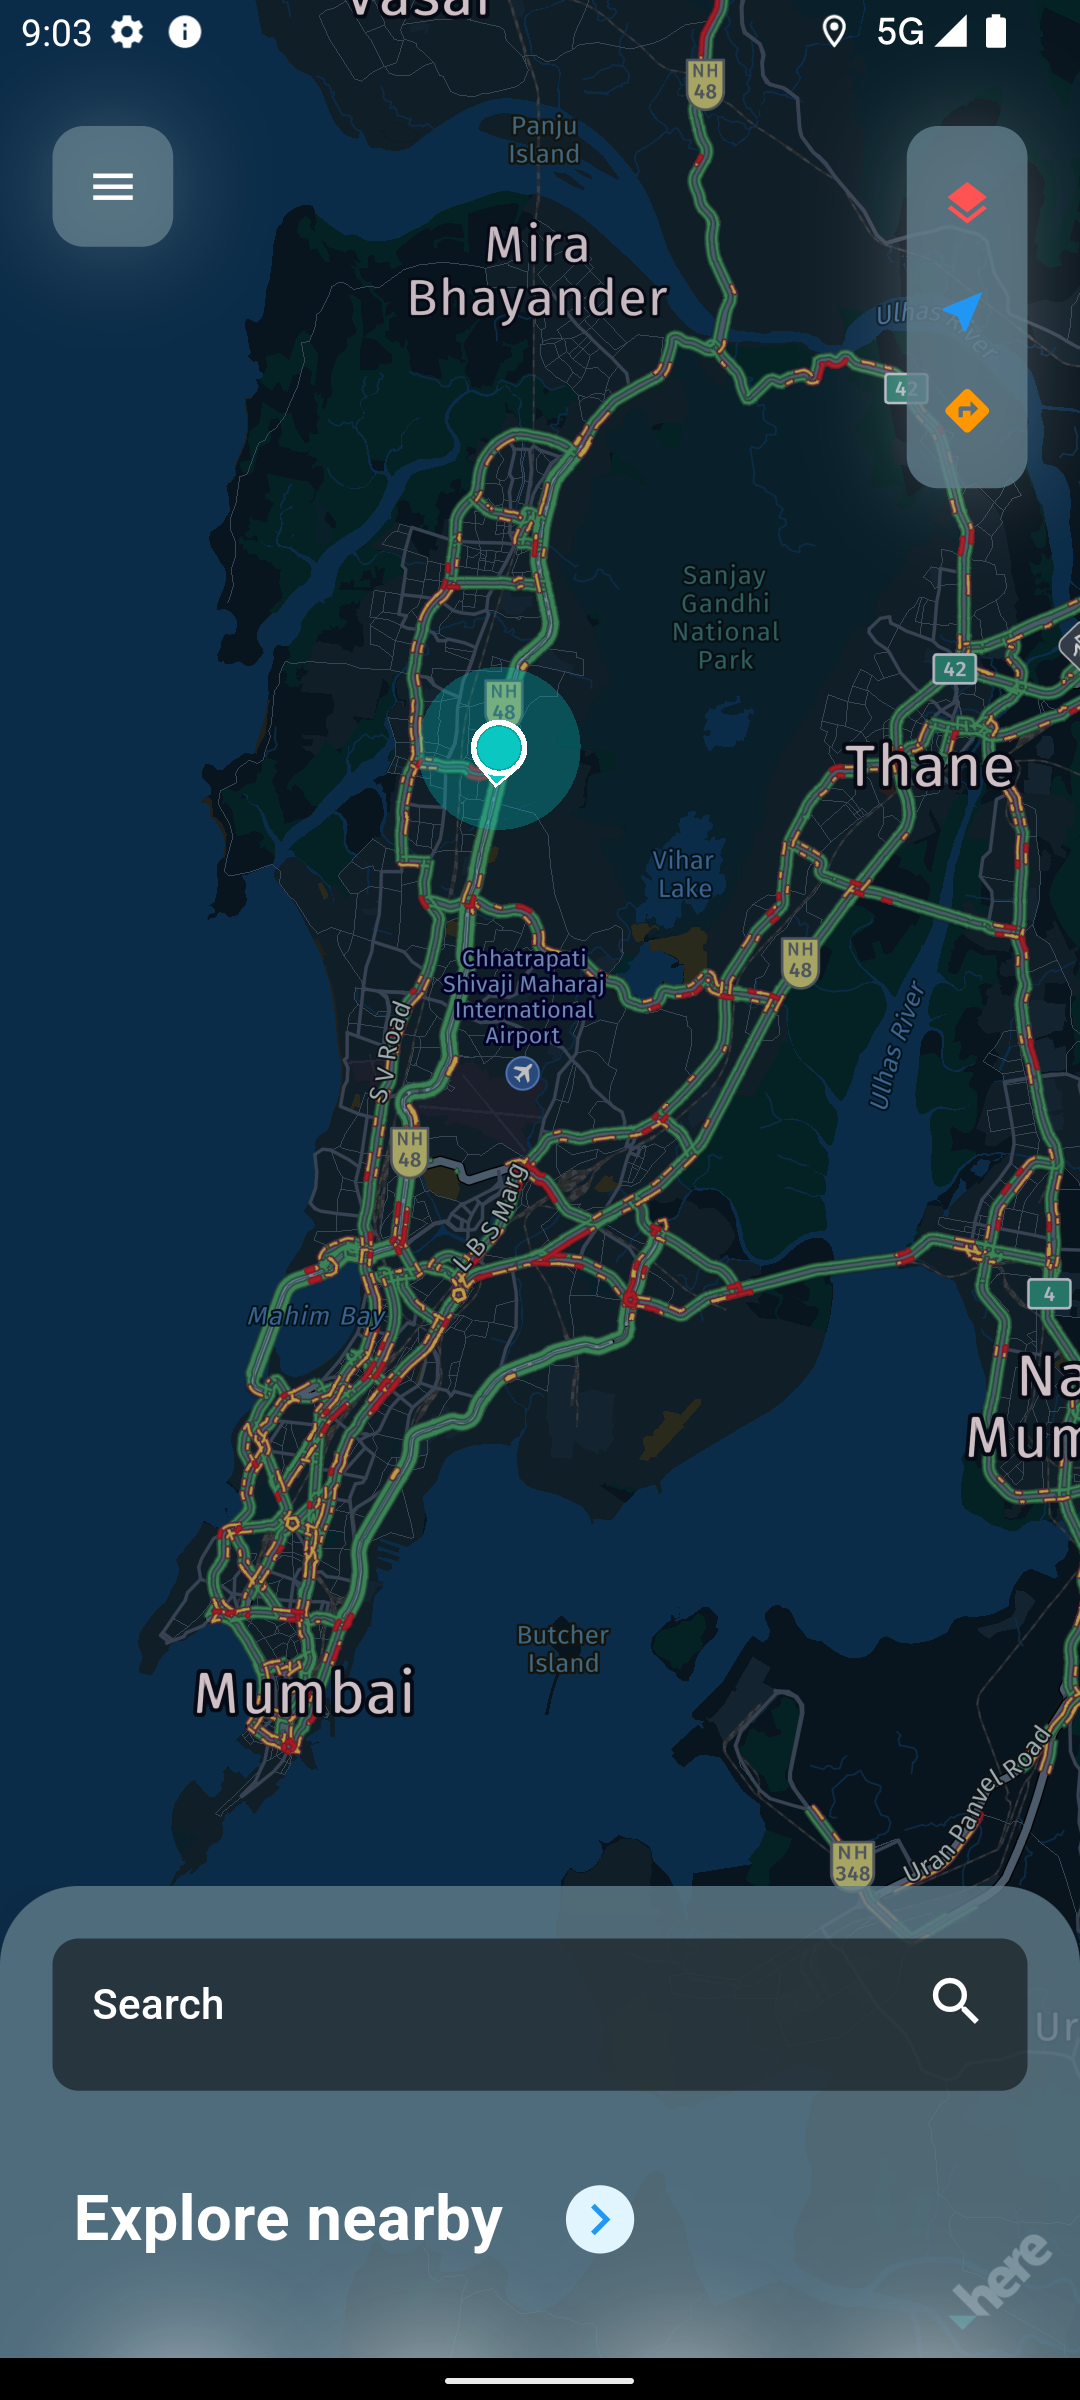 Vasai
9:03
5G
NH
48
Panju
Island
Mira
Bhayander
Ulhas River
42
Sanjay
Gandhi
National
Park
42
NH
48
Thane
Vihar
Lake
NH
48
Chhatrapati
Shivaji Maharaj
International
Airport
S V Road
Ulhas River
NH
48
L B S Marg
Mahim Bay
4
Na
Mum
Butcher
Island
Mumbai
Uran Panvel Road
NH
348
Search
Ur
Explore nearby
here